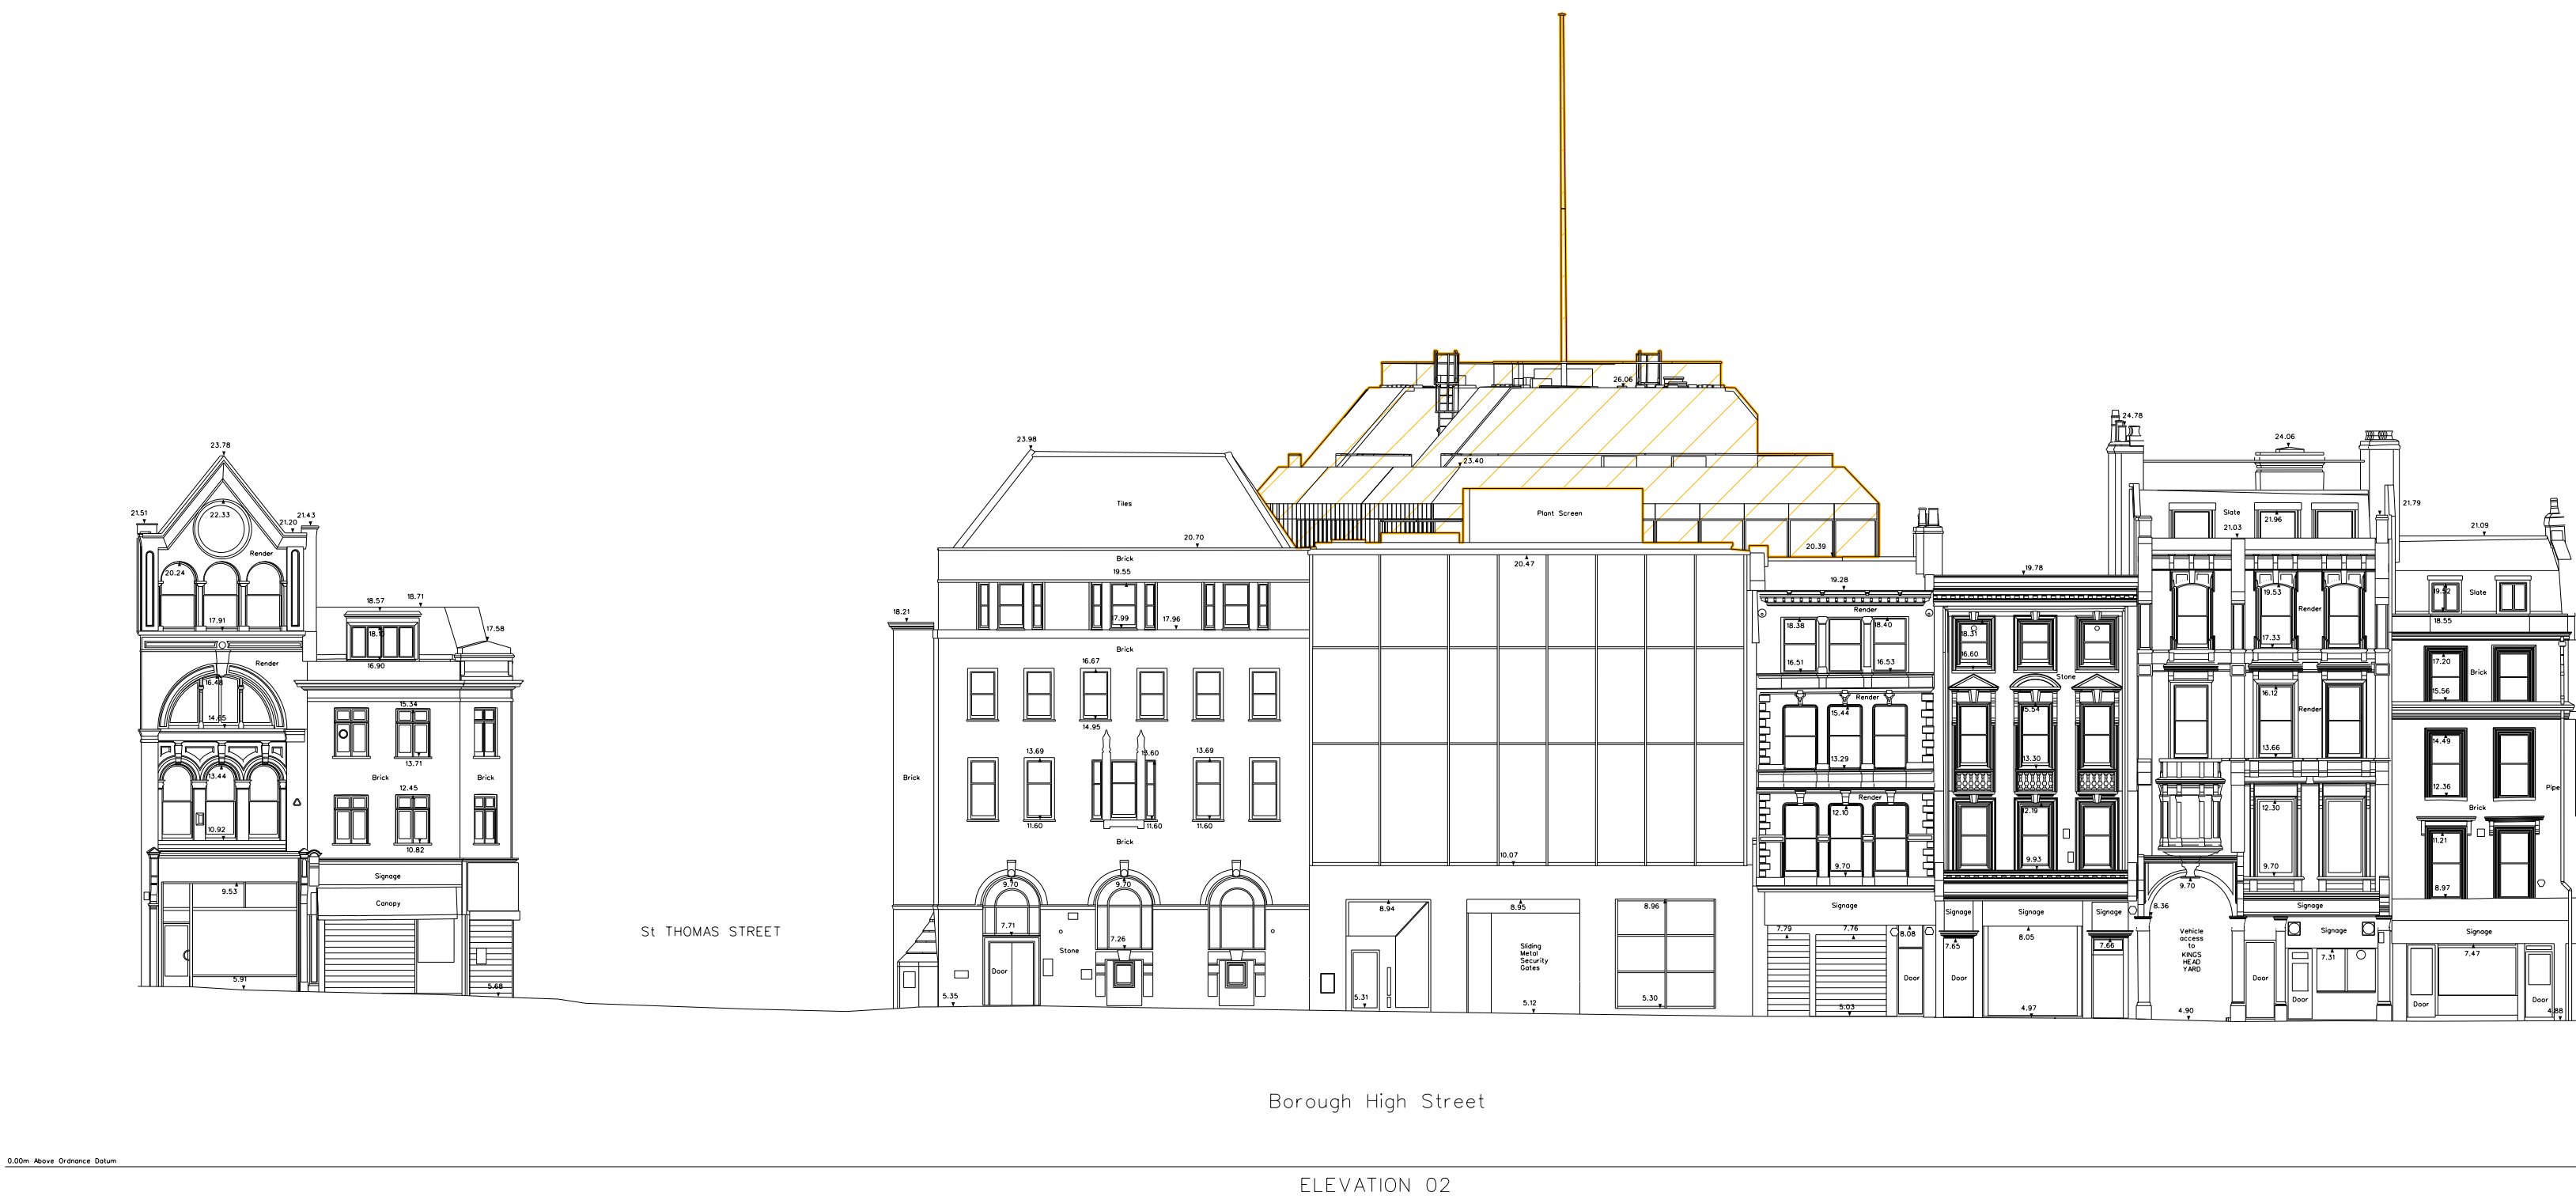 26.06
24.78
24.06
23.98
23.78
23.40
21.51
22.33
21.20
21.43
Tiles
Plant Screen
Slate
21.96
21.03
21.79
21.09
20.70
20.39
Render
Brick
20.47
20.24
19.55
19.78
19.28
Render
19.53
Render
19.52
Slate
18.57
18.71
18.21
17.99
17.96
18.38
18.40
18.31
18.55
17.91
18.10
17.58
17.33
Render
16.90
Brick
16.67
16.51
16.53
16.60
Stone
17.20
Brick
16.48
15.34
14.95
Render
15.44
15.54
16.12
Render
15.56
14.65
13.71
13.69
13.60
13.69
13.29
13.30
13.66
14.49
13.44
Brick
Brick
Brick
12.45
12.36
Pipe
11.60
11.60
11.60
Render
12.10
12.19
12.30
Brick
10.92
10.82
Brick
10.07
9.70
9.93
9.70
11.21
Signage
9.53
9.70
9.70
9.70
8.97
Canopy
8.94
8.95
8.96
Signage
Signage
Signage
Signage
8.36
Signage
St THOMAS STREET
7.71
7.26
7.79
7.76
8.08
7.65
8.05
7.66
Vehicle
access
to
KINGS
HEAD
YARD
Signage
Signage
7.31
7.47
Stone
Door
Sliding
Metal
Security
Gates
Door
Door
Door
Door
Door
Door
Door
5.91
5.68
5.35
5.31
5.12
5.30
5.03
4.97
4.90
4.88
Borough High Street
0.00m Above Ordnance Datum
ELEVATION 02